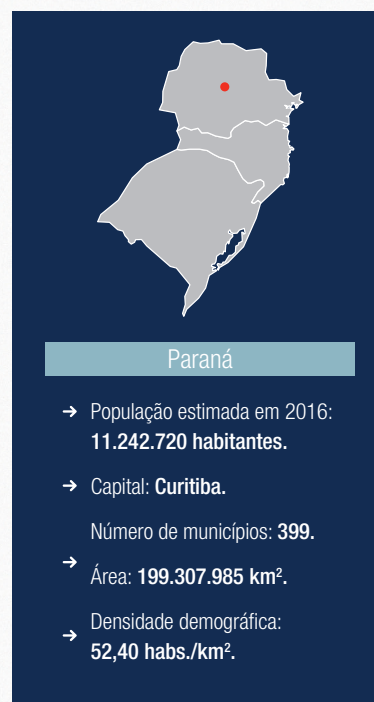 Paraná
→ População estimada em 2016:
11.242.720 habitantes.
→ Capital: Curitiba.
Número de municípios: 399.
→ Área: 199.307.985 km².
→ Densidade demográfica:
52,40 habs./km².